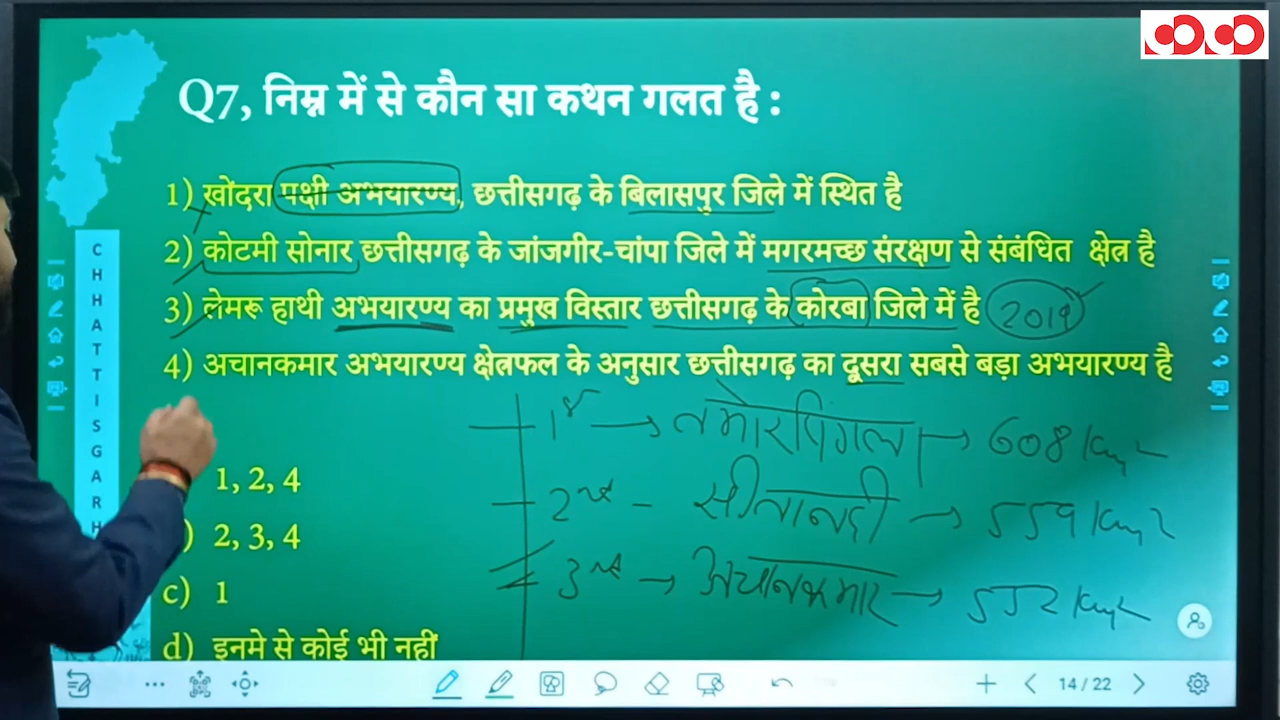 Q7, निम्न में से कौन सा कथन गलत है :
1) खोंदरा पक्षी अभयारण्य, छत्तीसगढ़ के बिलासपुर जिले में स्थित है
2) कोटमी सोनार छत्तीसगढ़ के जांजगीर-चांपा जिले में मगरमच्छ संरक्षण से संबंधित क्षेत्र है
3) लेमरू हाथी अभयारण्य का प्रमुख विस्तार छत्तीसगढ़ के कोरबा जिले में है 2019
4) अचानकमार अभयारण्य क्षेत्रफल के अनुसार छत्तीसगढ़ का दूसरा सबसे बड़ा अभयारण्य है
1st → तमोरपिंगला → 608 Km2
1, 2, 4
2nd - सीतानदी → 559 Km2
) 2, 3, 4
3rd → अचानकमार → 552 Km2
c) 1
d) इनमे से कोई भी नहीं
CHHATTISGARH
14 / 22